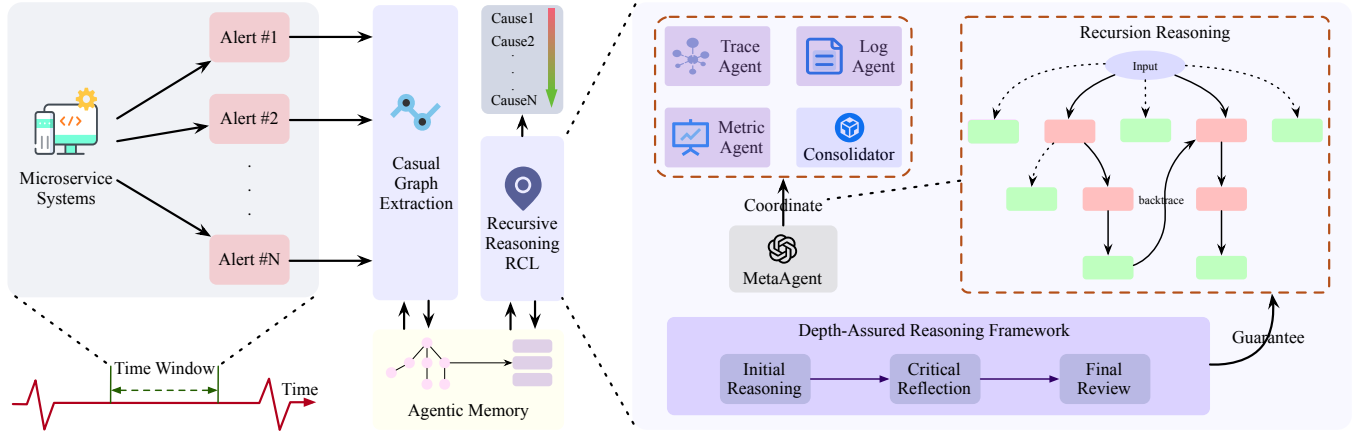 Microservice
Systems
Alert #1
Alert #2
.
.
.
Alert #N
Time Window
Time
Casual
Graph
Extraction
Cause1
Cause2
.
.
.
CauseN
Recursive
Reasoning
RCL
Agentic Memory
Trace
Agent
Log
Agent
Metric
Agent
Consolidator
Coordinate
MetaAgent
Recursion Reasoning
Input
backtrace
Depth-Assured Reasoning Framework
Initial
Reasoning
Critical
Reflection
Final
Review
Guarantee